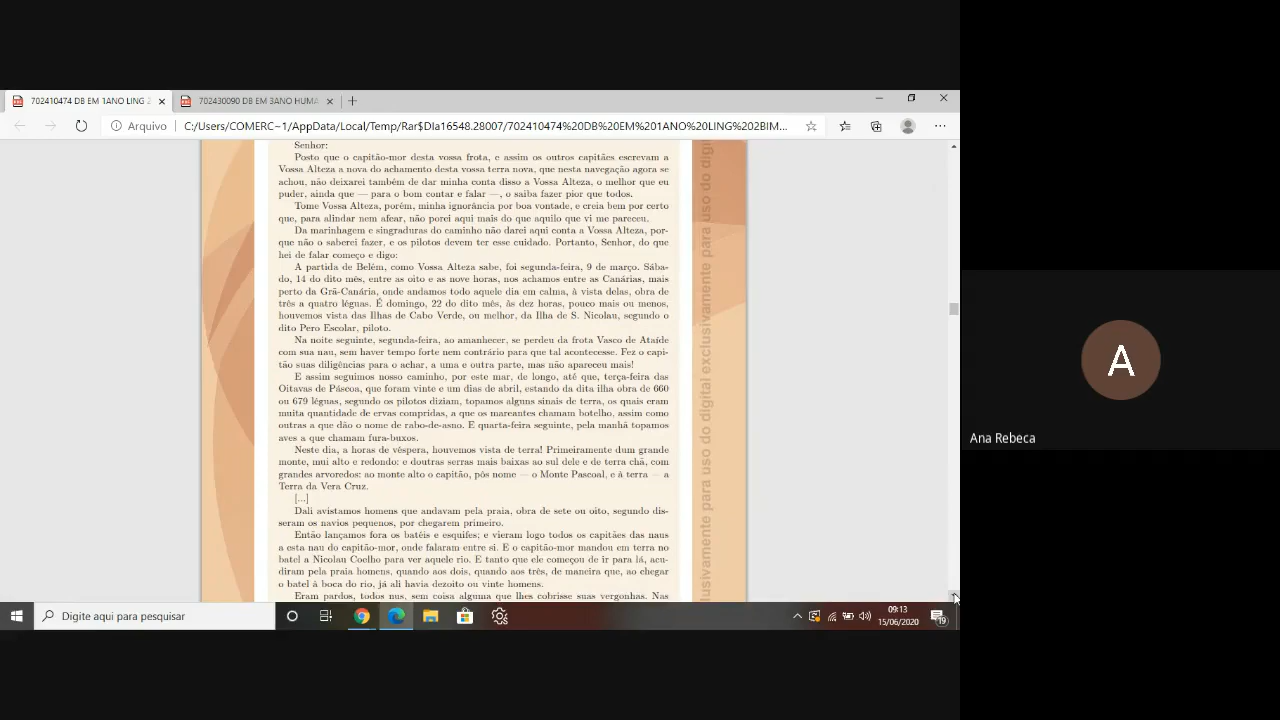 702410474 DB EM 1ANO LING 2
702430090 DB EM 3ANO HUMA
Arquivo
C:/Users/COMERC~1/AppData/Local/Temp/Rar$DIa16548.28007/702410474%20DB%20EM%201ANO%20LING%202BIM...
Senhor:
Posto que o capitão-mor desta vossa frota, e assim os outros capitães escrevam a
Vossa Alteza a nova do achamento desta vossa terra nova, que nesta navegação agora se
achou, não deixarei também de dar minha conta disso a Vossa Alteza, o melhor que eu
puder, ainda que — para o bom contar e falar —, o saiba fazer pior que todos.
Tome Vossa Alteza, porém, minha ignorância por boa vontade, e creia bem por certo
que, para alindar nem afear, não porei aqui mais do que aquilo que vi me pareceu.
Da marinhagem e singraduras do caminho não darei aqui conta a Vossa Alteza, por-
que não o saberei fazer, e os pilotos devem ter esse cuidado. Portanto, Senhor, do que
hei de falar começo e digo:
A partida de Belém, como Vossa Alteza sabe, foi segunda-feira, 9 de março. Sába-
do, 14 do dito mês, entre as oito e as nove horas, nos achamos entre as Canárias, mais
perto da Grã-Canária, onde andamos todo aquele dia em calma, à vista delas, obra de
três a quatro léguas. É domingo, 22 do dito mês, às dez horas, pouco mais ou menos,
houvemos vista das Ilhas de Cabo Verde, ou melhor, da Ilha de S. Nicolau, segundo o
dito Pero Escolar, piloto.
Na noite seguinte, segunda-feira, ao amanhecer, se perdeu da frota Vasco de Ataíde
com sua nau, sem haver tempo forte nem contrário para que tal acontecesse. Fez o capi-
tão suas diligências para o achar, a uma e outra parte, mas não apareceu mais!
E assim seguimos nosso caminho, por este mar, de longo, até que, terça-feira das
Oitavas de Páscoa, que foram vinte e um dias de abril, estando da dita ilha obra de 660
ou 679 léguas, segundo os pilotos diziam, topamos alguns sinais de terra, os quais eram
muita quantidade de ervas compridas, a que os mareantes chamam botelho, assim como
outras a que dão o nome de rabo-de-asno. E quarta-feira seguinte, pela manhã topamos
aves a que chamam fura-buxos.
Neste dia, a horas de véspera, houvemos vista de terra! Primeiramente dum grande
monte, mui alto e redondo; e doutras serras mais baixas ao sul dele e de terra chã, com
grandes arvoredos: ao monte alto o capitão, pôs nome — o Monte Pascoal, e à terra — a
Terra da Vera Cruz.
[...]
Dali avistamos homens que andavam pela praia, obra de sete ou oito, segundo dis-
seram os navios pequenos, por chegarem primeiro.
Então lançamos fora os batéis e esquifes; e vieram logo todos os capitães das naus
a esta nau do capitão-mor, onde falaram entre si. E o capitão-mor mandou em terra no
batel a Nicolau Coelho para ver aquele rio. E tanto que ele começou de ir para lá, acu-
diram pela praia homens, quando aos dois, quando aos três, de maneira que, ao chegar
o batel à boca do rio, já ali havia dezoito ou vinte homens.
Eram pardos, todos nus, sem coisa alguma que lhes cobrisse suas vergonhas. Nas
lusivamente para uso do digital exclusivamente para uso do digi
A
Ana Rebeca
Digite aqui para pesquisar
09:13
15/06/2020
19